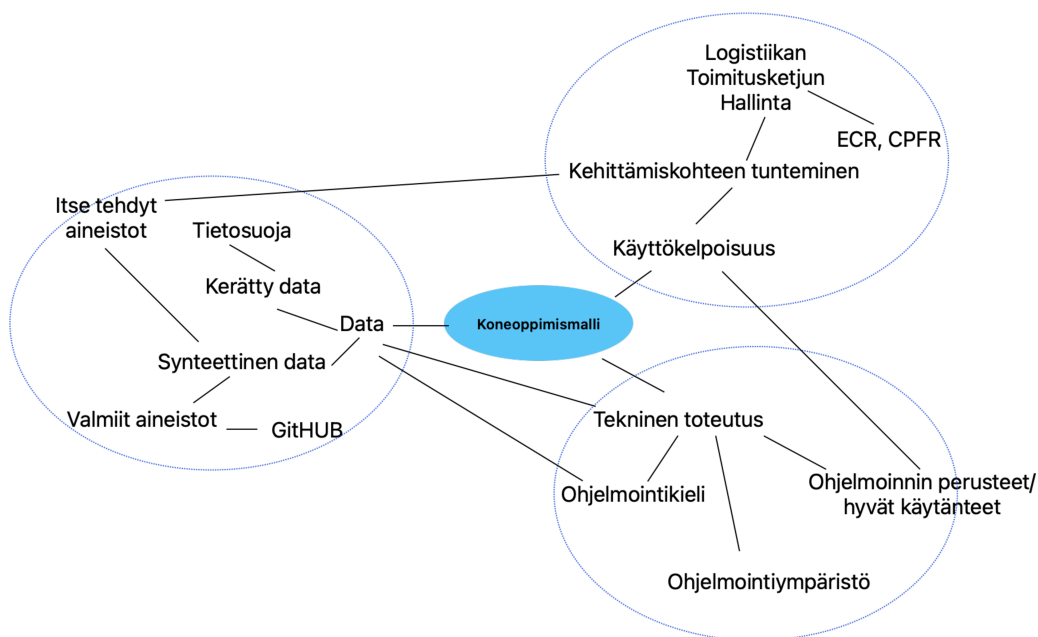 Logistiikan
Toimitusketjun
Hallinta
ECR, CPFR
Kehittämiskohteen tunteminen
Käyttökelpoisuus
Itse tehdyt
aineistot
Tietosuoja
Kerätty data
Data
Koneoppimismalli
Synteettinen data
Valmiit aineistot
GitHUB
Tekninen toteutus
Ohjelmointikieli
Ohjelmoinnin perusteet/
hyvät käytänteet
Ohjelmointiympäristö